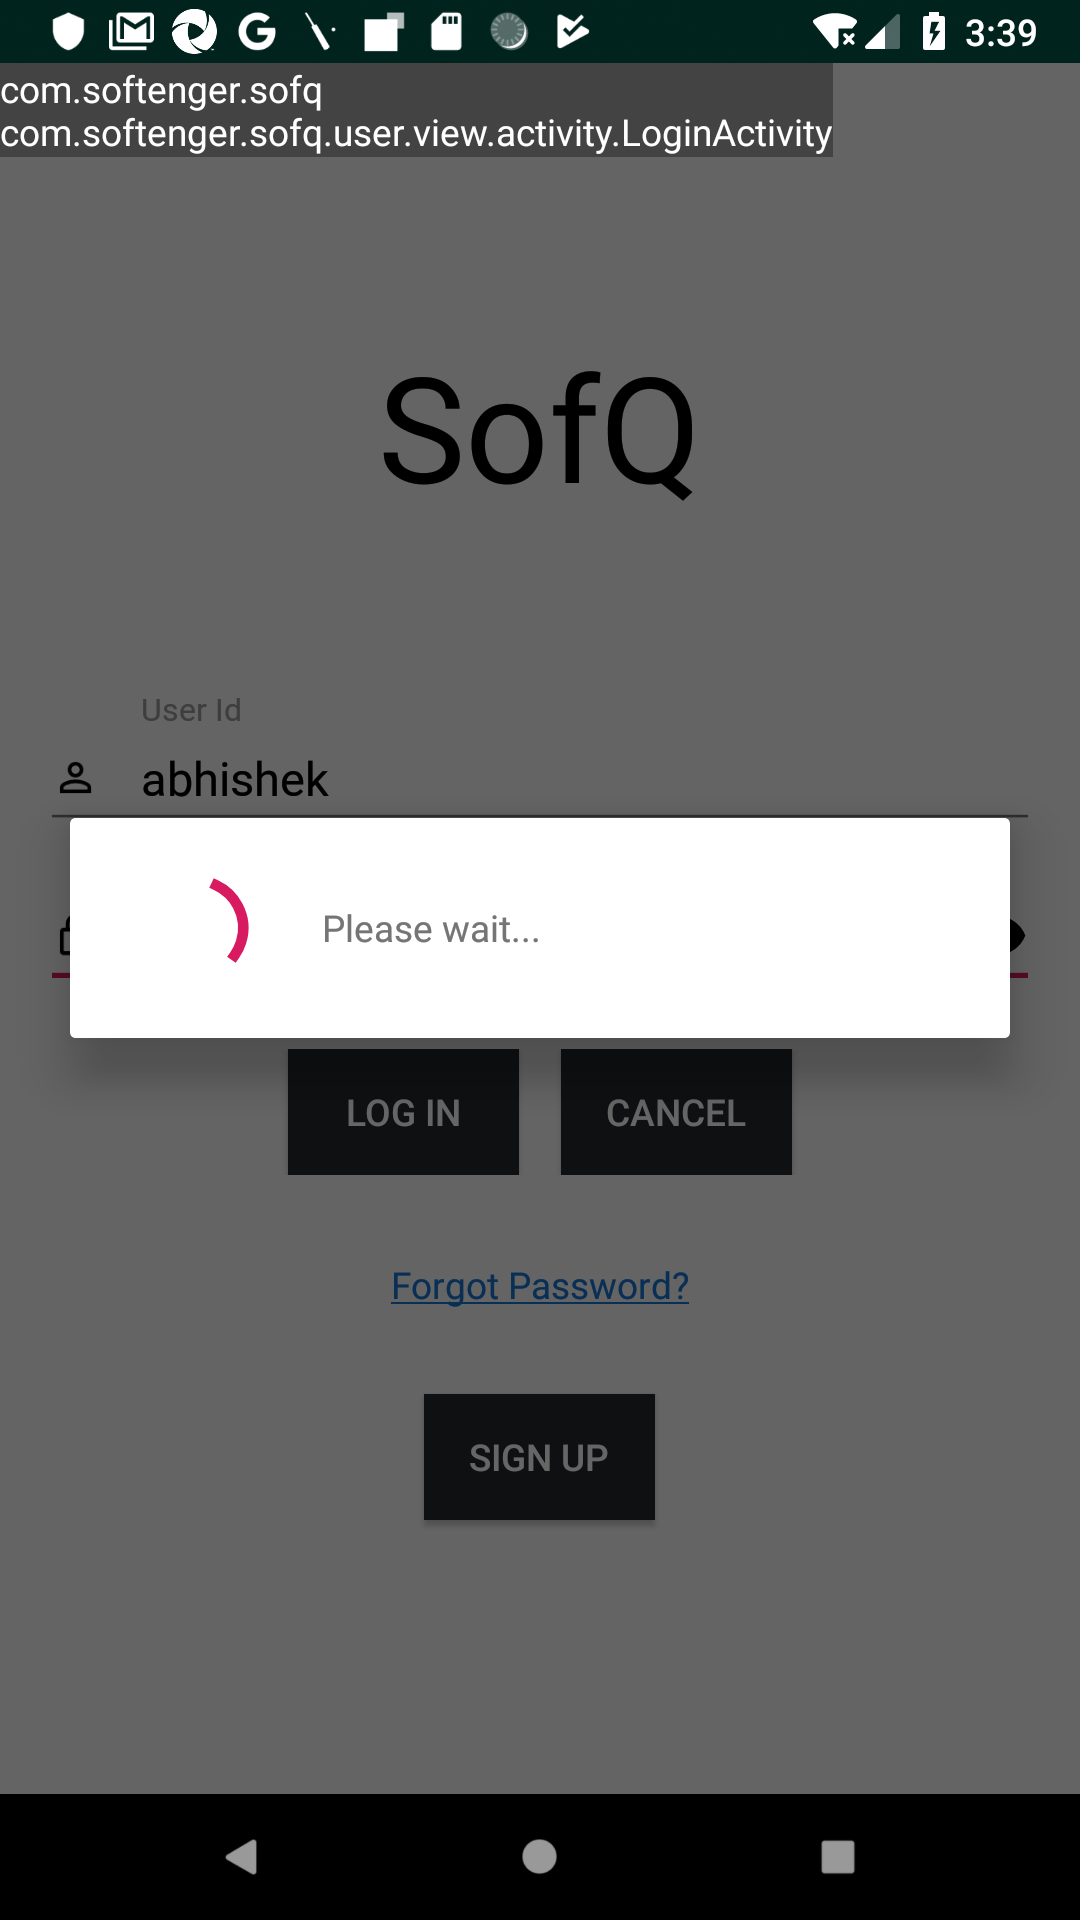 3:39
com.softenger.sofq
com.softenger.sofq.user.view.activity.LoginActivity
SofQ
User Id
abhishek
Please wait...
LOG IN
CANCEL
Forgot Password?
SIGN UP